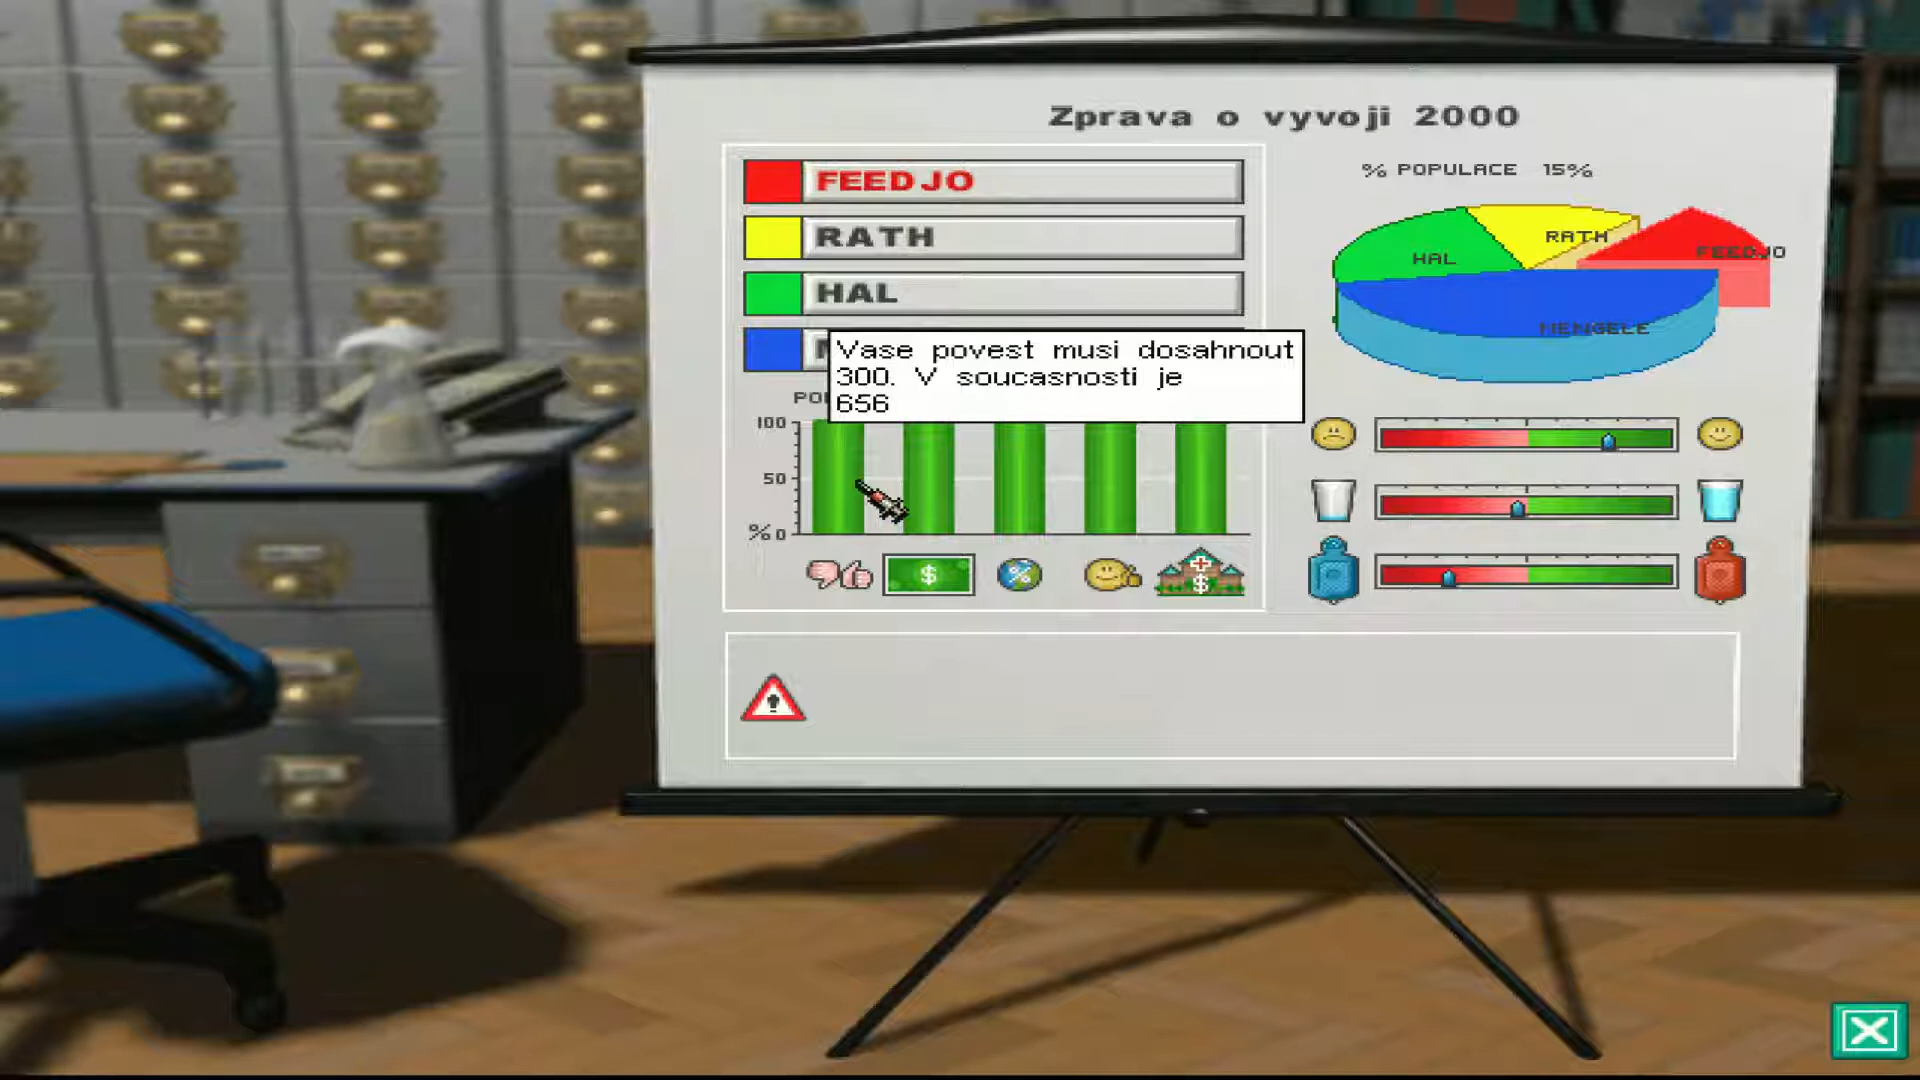 Zprava o vyvoji 2000
FEEDJO
RATH
HAL
Vase povest musi dosahnout
300. V soucasnosti je
656
100
50
% 0
$
%
$
% POPULACE 15%
RATH
FEEDJO
HAL
MENGELE